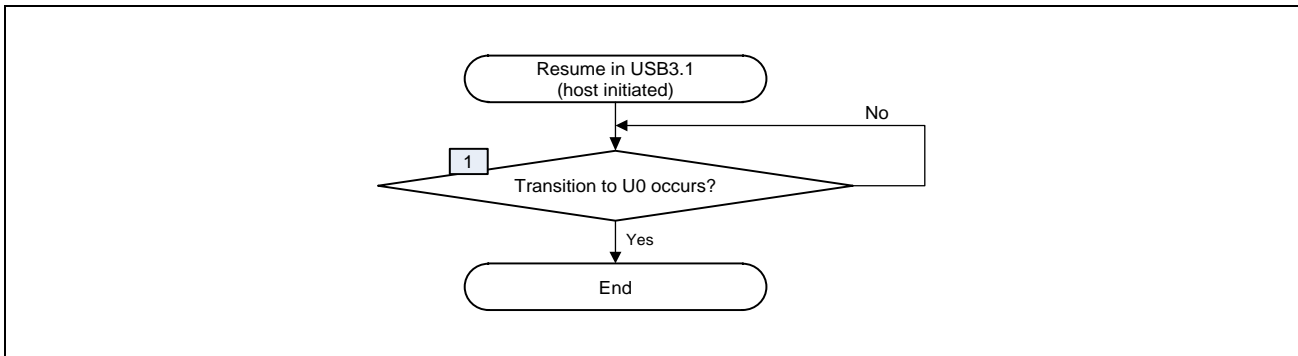 Resume in USB3.1
(host initiated)
No
1
Transition to U0 occurs?
Yes
End